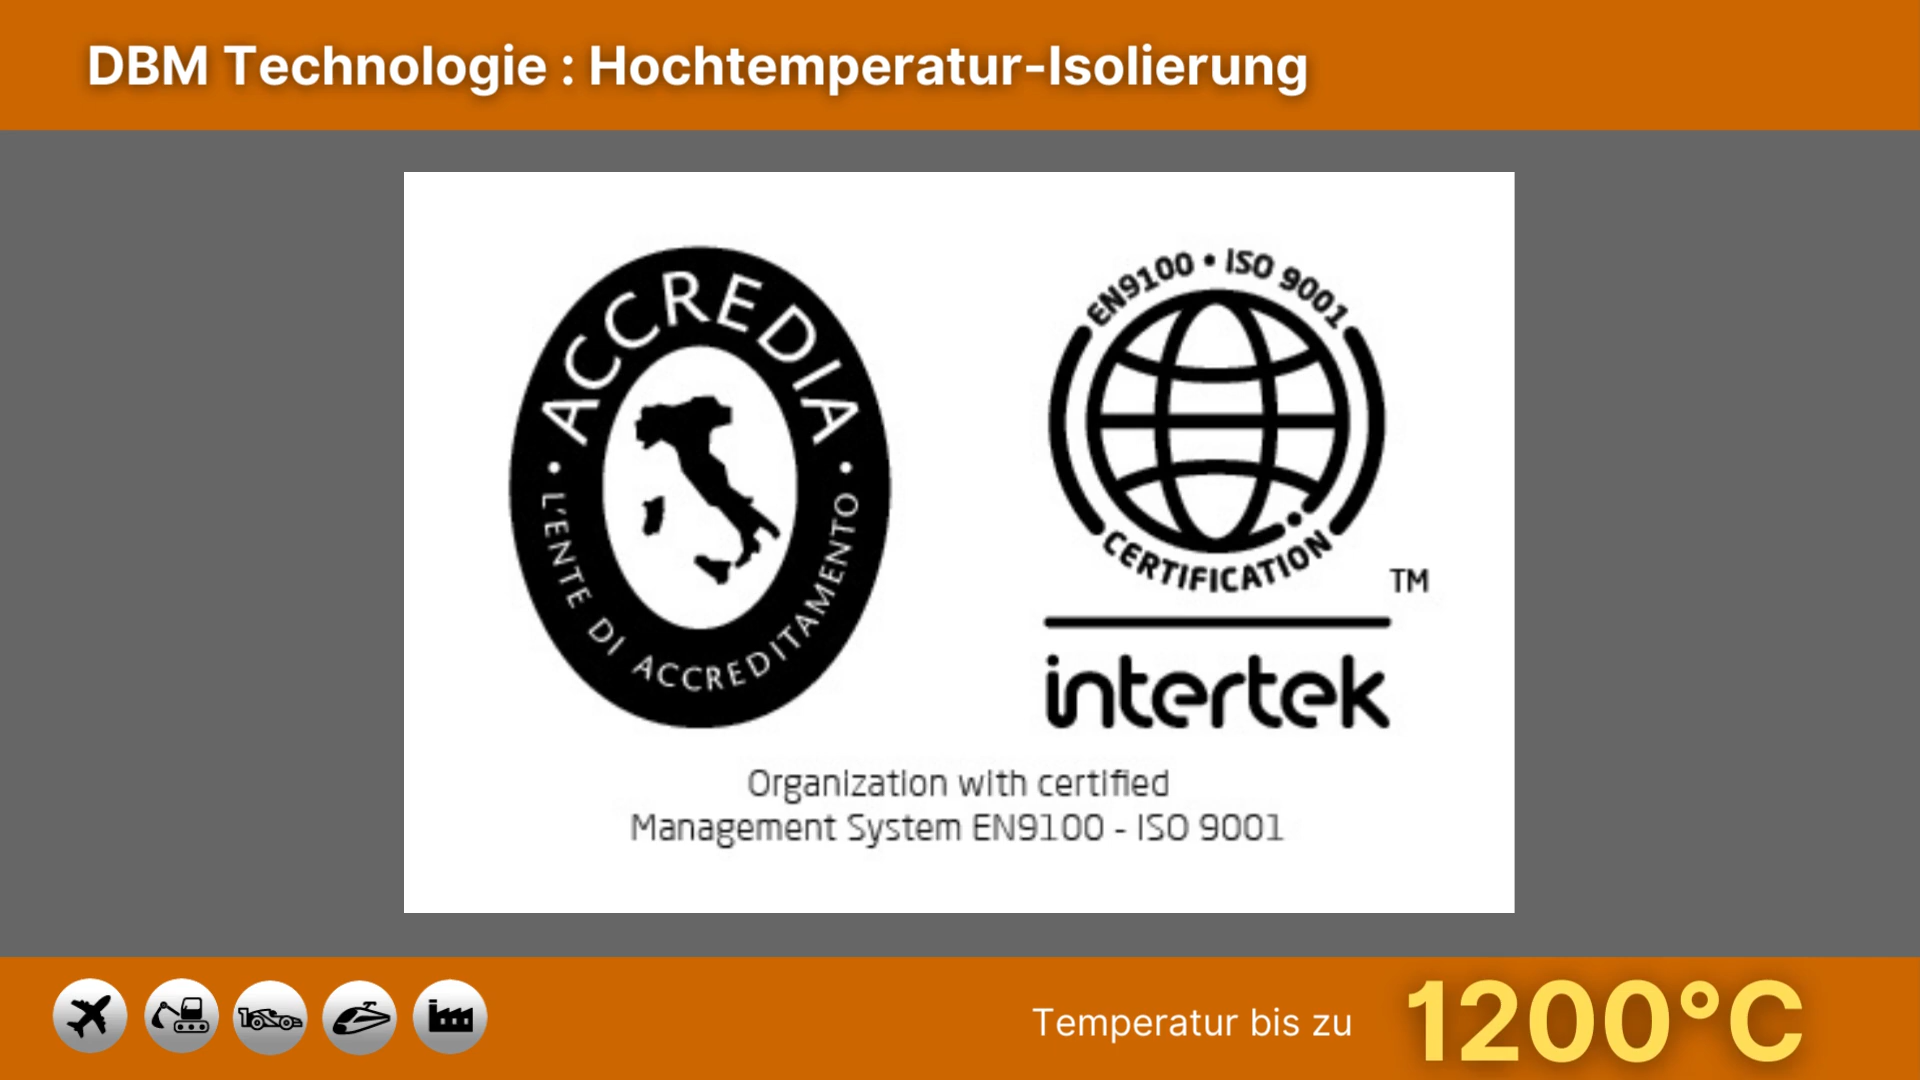 DBM Technologie : Hochtemperatur-Isolierung
ACCREDIA
• L'ENTE DI ACCREDITAMENTO •
EN9100 • ISO 9001
CERTIFICATION
TM
intertek
Organization with certified
Management System EN9100 - ISO 9001
Temperatur bis zu
1200°C